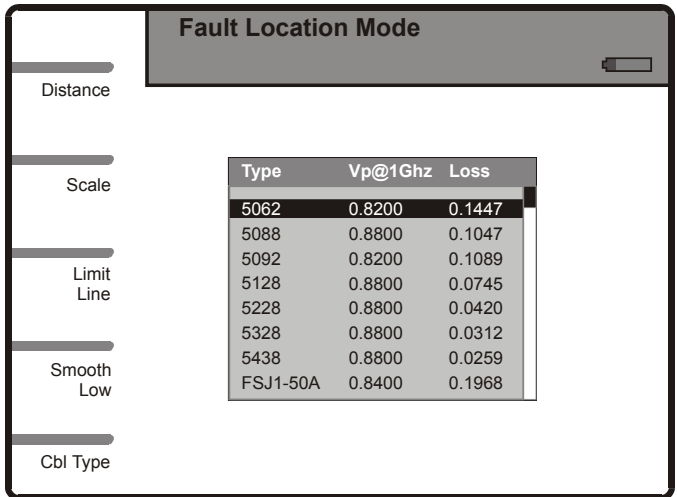 Fault Location Mode
Distance
Scale
Limit
Line
Smooth
Low
Cbl Type
Type Vp@1Ghz Loss
5062 0.8200 0.1447
5088 0.8800 0.1047
5092 0.8200 0.1089
5128 0.8800 0.0745
5228 0.8800 0.0420
5328 0.8800 0.0312
5438 0.8800 0.0259
FSJ1-50A 0.8400 0.1968